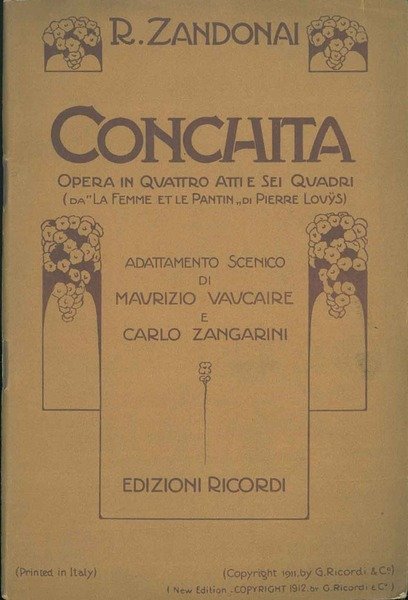 R. ZANDONAI
CONCHITA
OPERA IN QUATTRO ATTI E SEI QUADRI
(DA "LA FEMME ET LE PANTIN„ DI PIERRE LOUŸS)
ADATTAMENTO SCENICO
DI
MAURIZIO VAUCAIRE
E
CARLO ZANGARINI
EDIZIONI RICORDI
(Printed in Italy)
(Copyright 1911, by G. Ricordi & Co)
(New Edition - COPYRIGHT 1912, by G. Ricordi & Co)